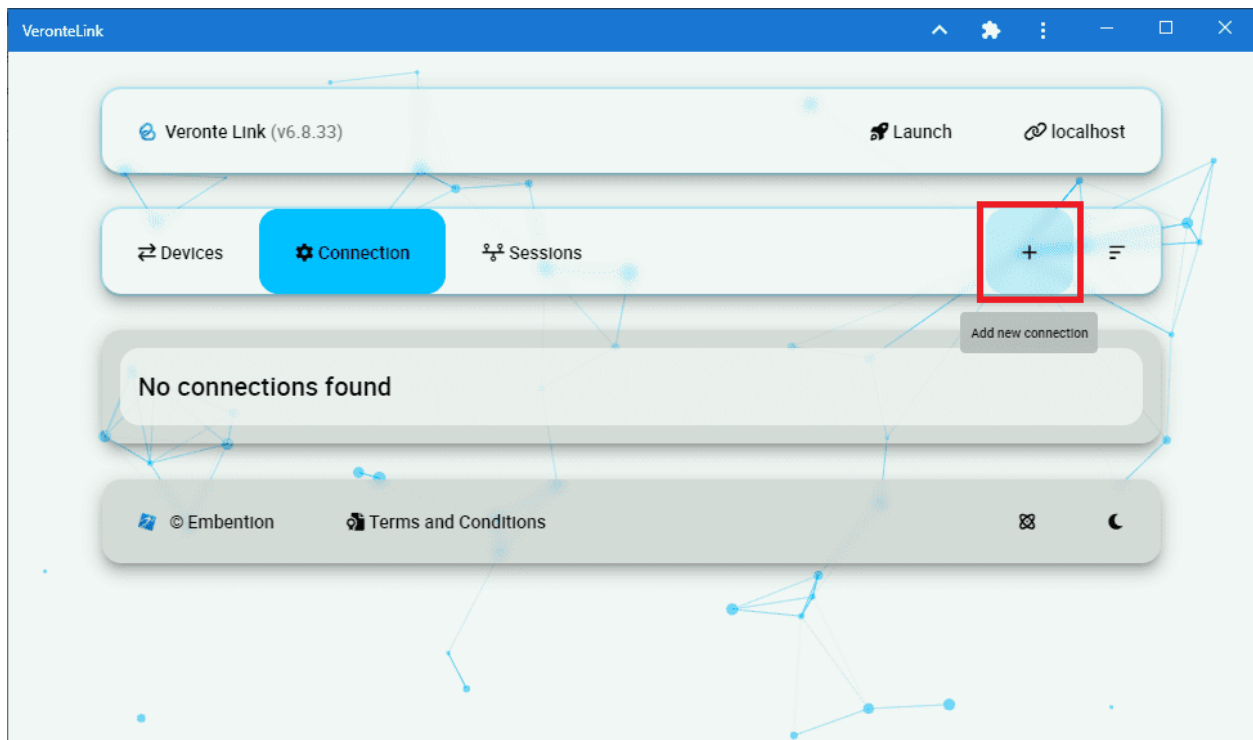 VeronteLink
Veronte Link (v6.8.33) Launch localhost
Devices Connection Sessions +
Add new connection
No connections found
© Embention Terms and Conditions